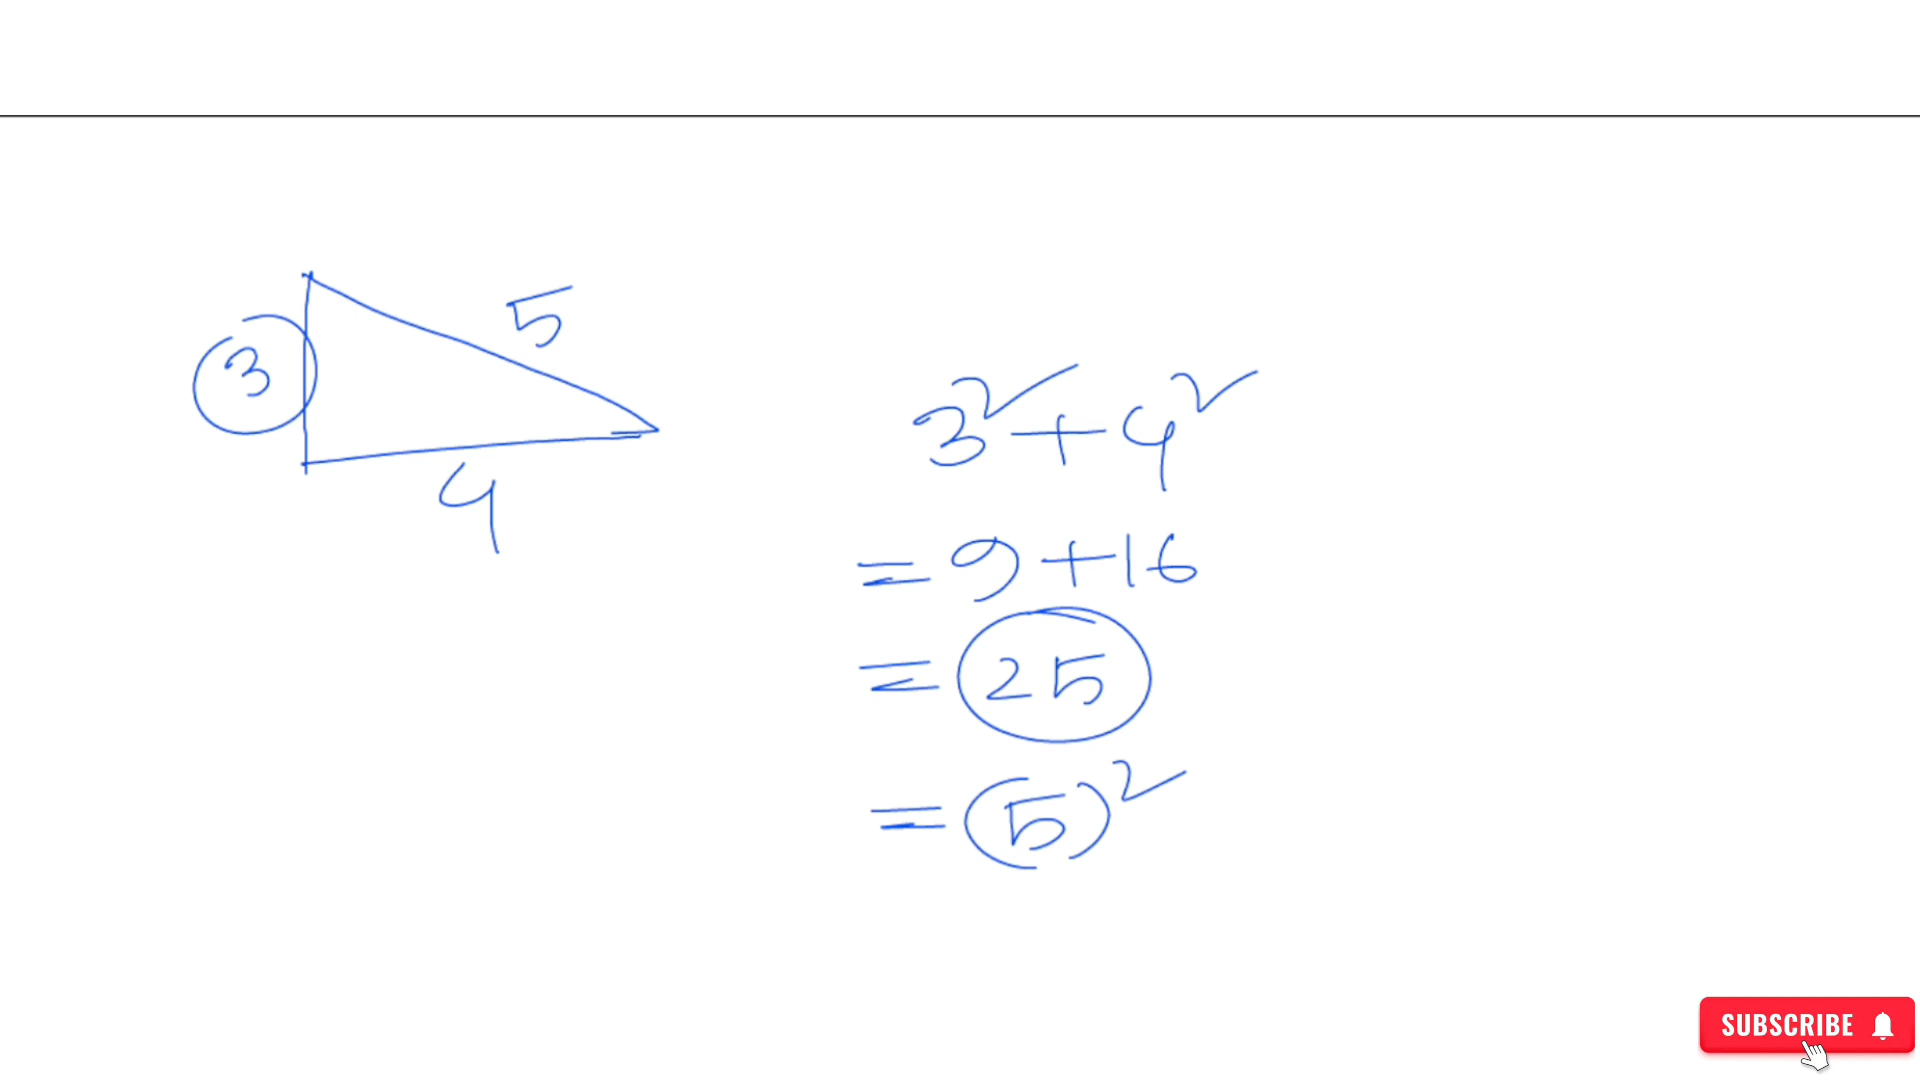 5
3
4
3² + 4²
= 9 + 16
= 25
= (5)²
SUBSCRIBE